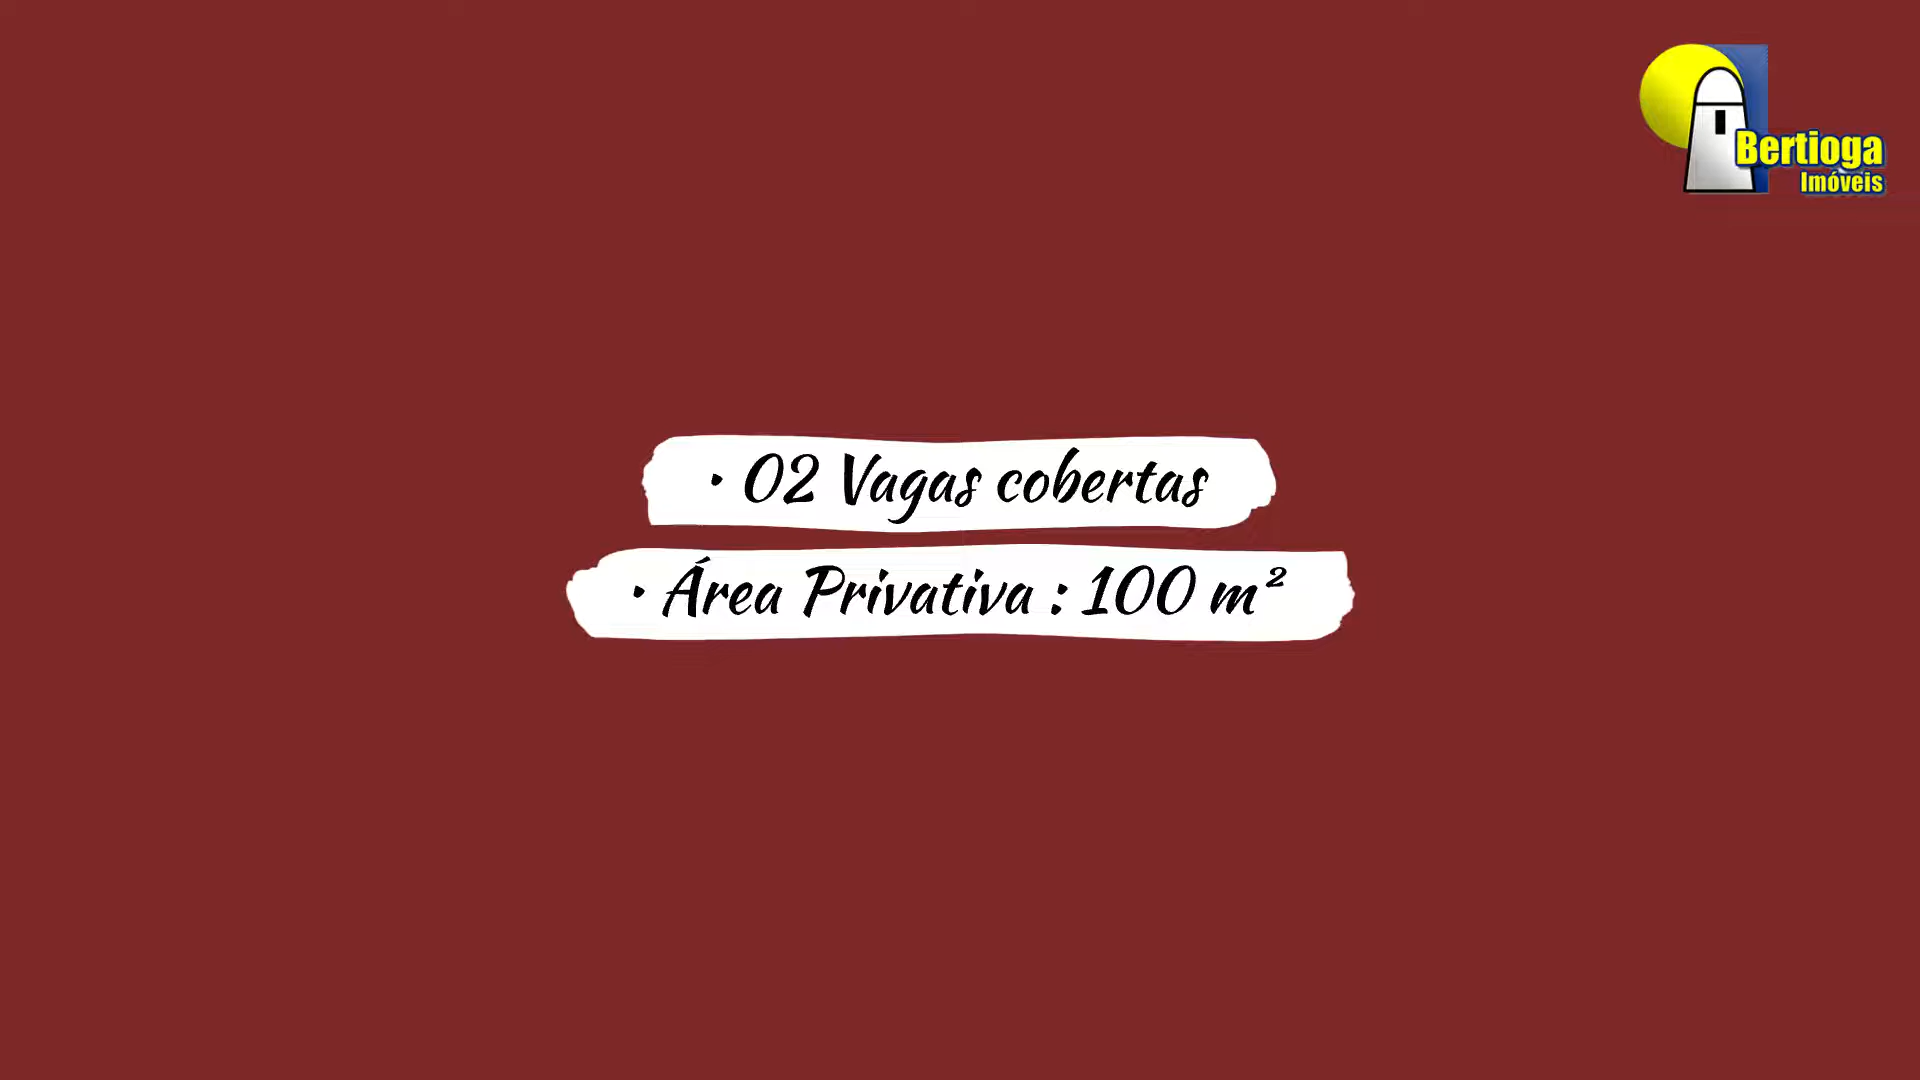 Bertioga
Imóveis
• 02 Vagas cobertas
• Área Privativa : 100 m²